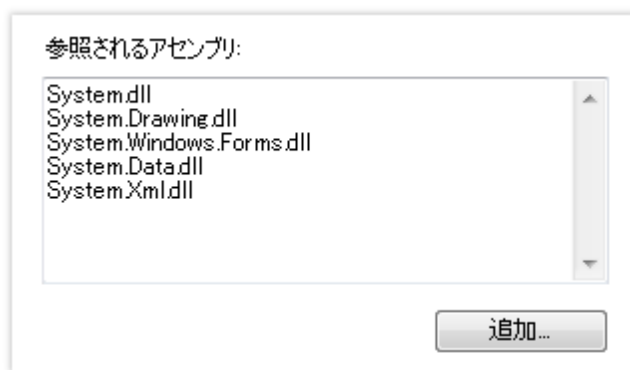 参照されるアセンブリ:
System.dll
System.Drawing.dll
System.Windows.Forms.dll
System.Data.dll
System.Xml.dll
追加...